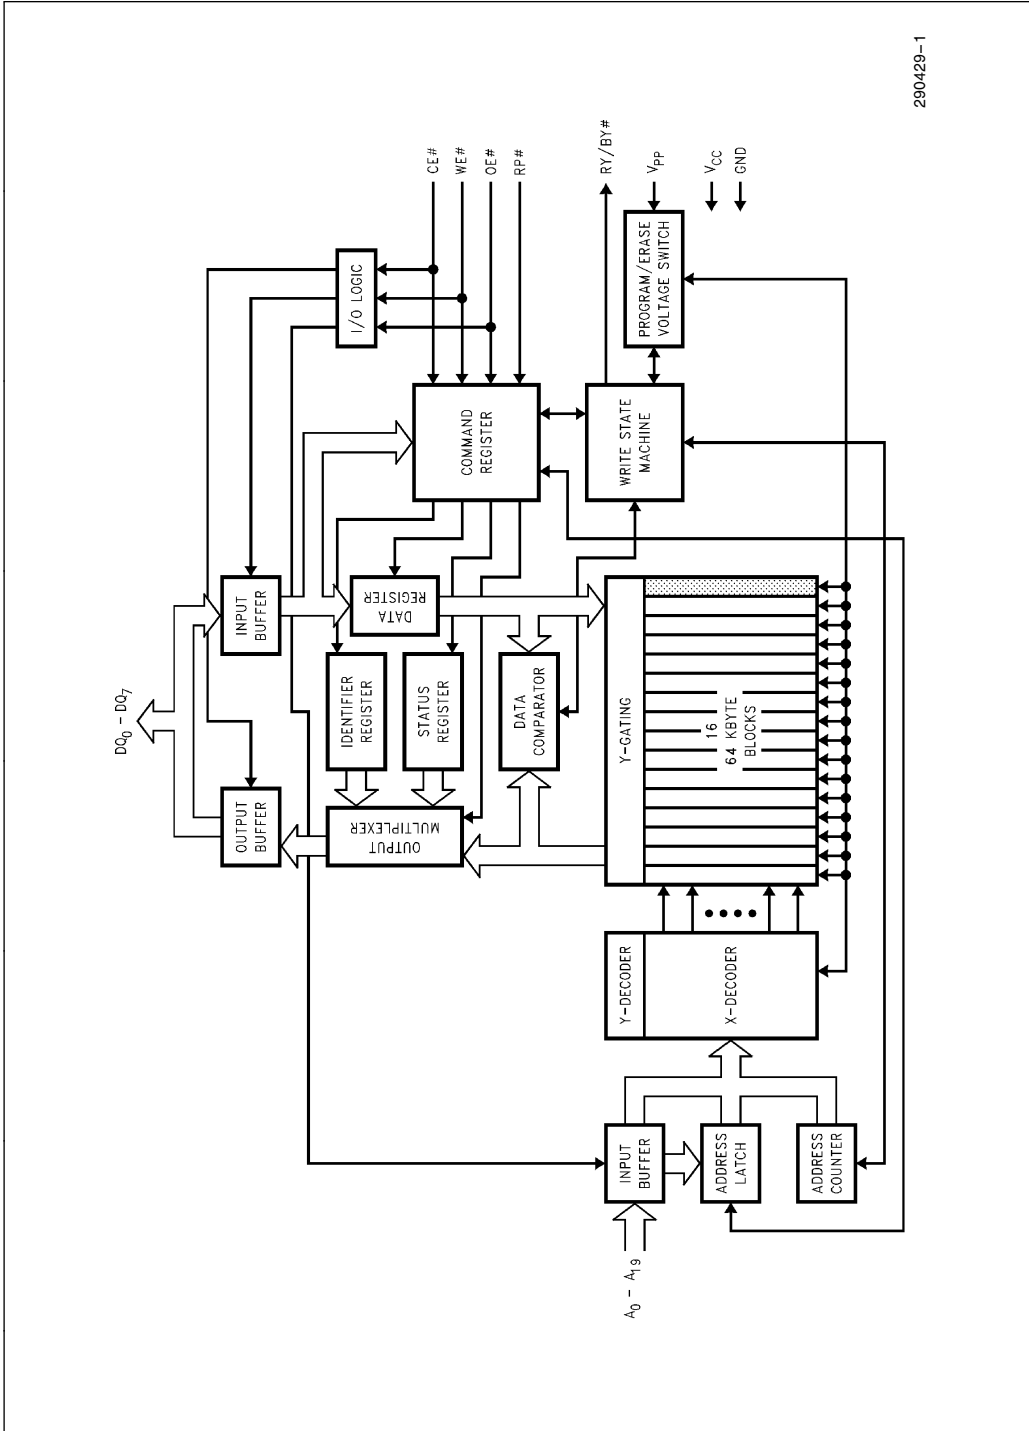 DQ0 - DQ7
OUTPUT
BUFFER
INPUT
BUFFER
I/O LOGIC
CE#
WE#
OE#
RP#
IDENTIFIER
REGISTER
STATUS
REGISTER
DATA
REGISTER
OUTPUT
MULTIPLEXER
COMMAND
REGISTER
DATA
COMPARATOR
A0 - A19
INPUT
BUFFER
ADDRESS
LATCH
ADDRESS
COUNTER
Y-DECODER
X-DECODER
Y-GATING
16
64 KBYTE
BLOCKS
WRITE STATE
MACHINE
PROGRAM/ERASE
VOLTAGE SWITCH
RY/BY#
VPP
VCC
GND
290429-1